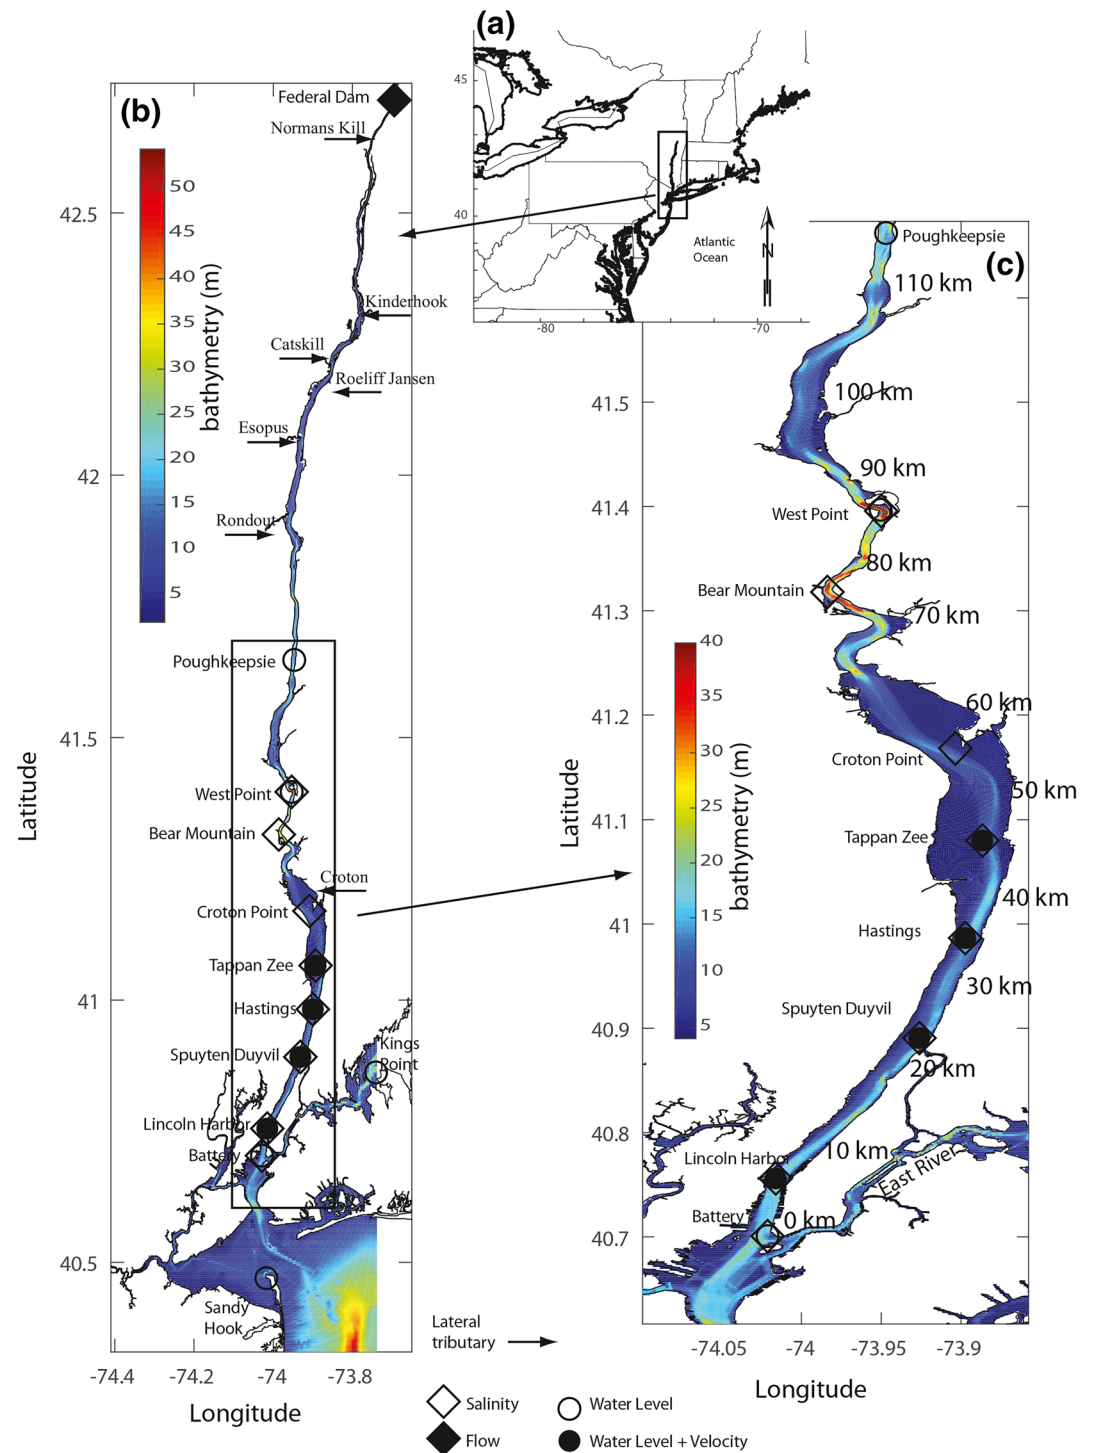 (a)
45
40
-80
-70
Atlantic
Ocean
N
(b)
Federal Dam
Normans Kill
Kinderhook
Catskill
Roeliff Jansen
Esopus
Rondout
Poughkeepsie
West Point
Bear Mountain
Croton
Croton Point
Tappan Zee
Hastings
Spuyten Duyvil
Kings
Point
Lincoln Harbor
Battery
Sandy
Hook
50
45
40
35
30
25
20
15
10
5
bathymetry (m)
42.5
42
41.5
41
40.5
Latitude
-74.4
-74.2
-74
-73.8
Longitude
(c)
Poughkeepsie
110 km
100 km
90 km
West Point
80 km
Bear Mountain
70 km
60 km
Croton Point
50 km
Tappan Zee
40 km
Hastings
30 km
Spuyten Duyvil
20 km
10 km
Lincoln Harbor
East River
Battery
0 km
40
35
30
25
20
15
10
5
bathymetry (m)
41.5
41.4
41.3
41.2
41.1
41
40.9
40.8
40.7
Latitude
-74.05
-74
-73.95
-73.9
Longitude
Lateral
tributary
Salinity
Water Level
Flow
Water Level + Velocity